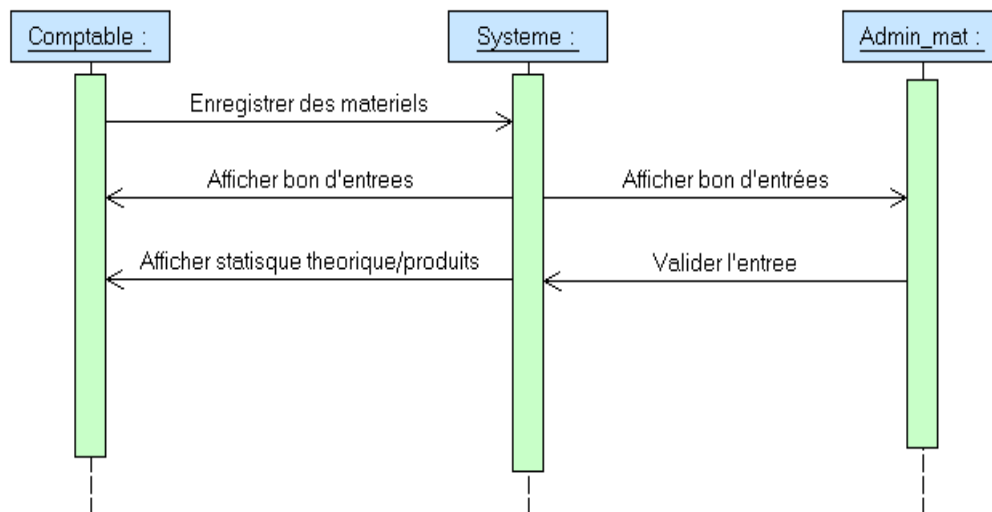 Comptable :
Systeme :
Admin_mat :
Enregistrer des materiels
Afficher bon d'entrees
Afficher bon d'entrées
Afficher statisque theorique/produits
Valider l'entree